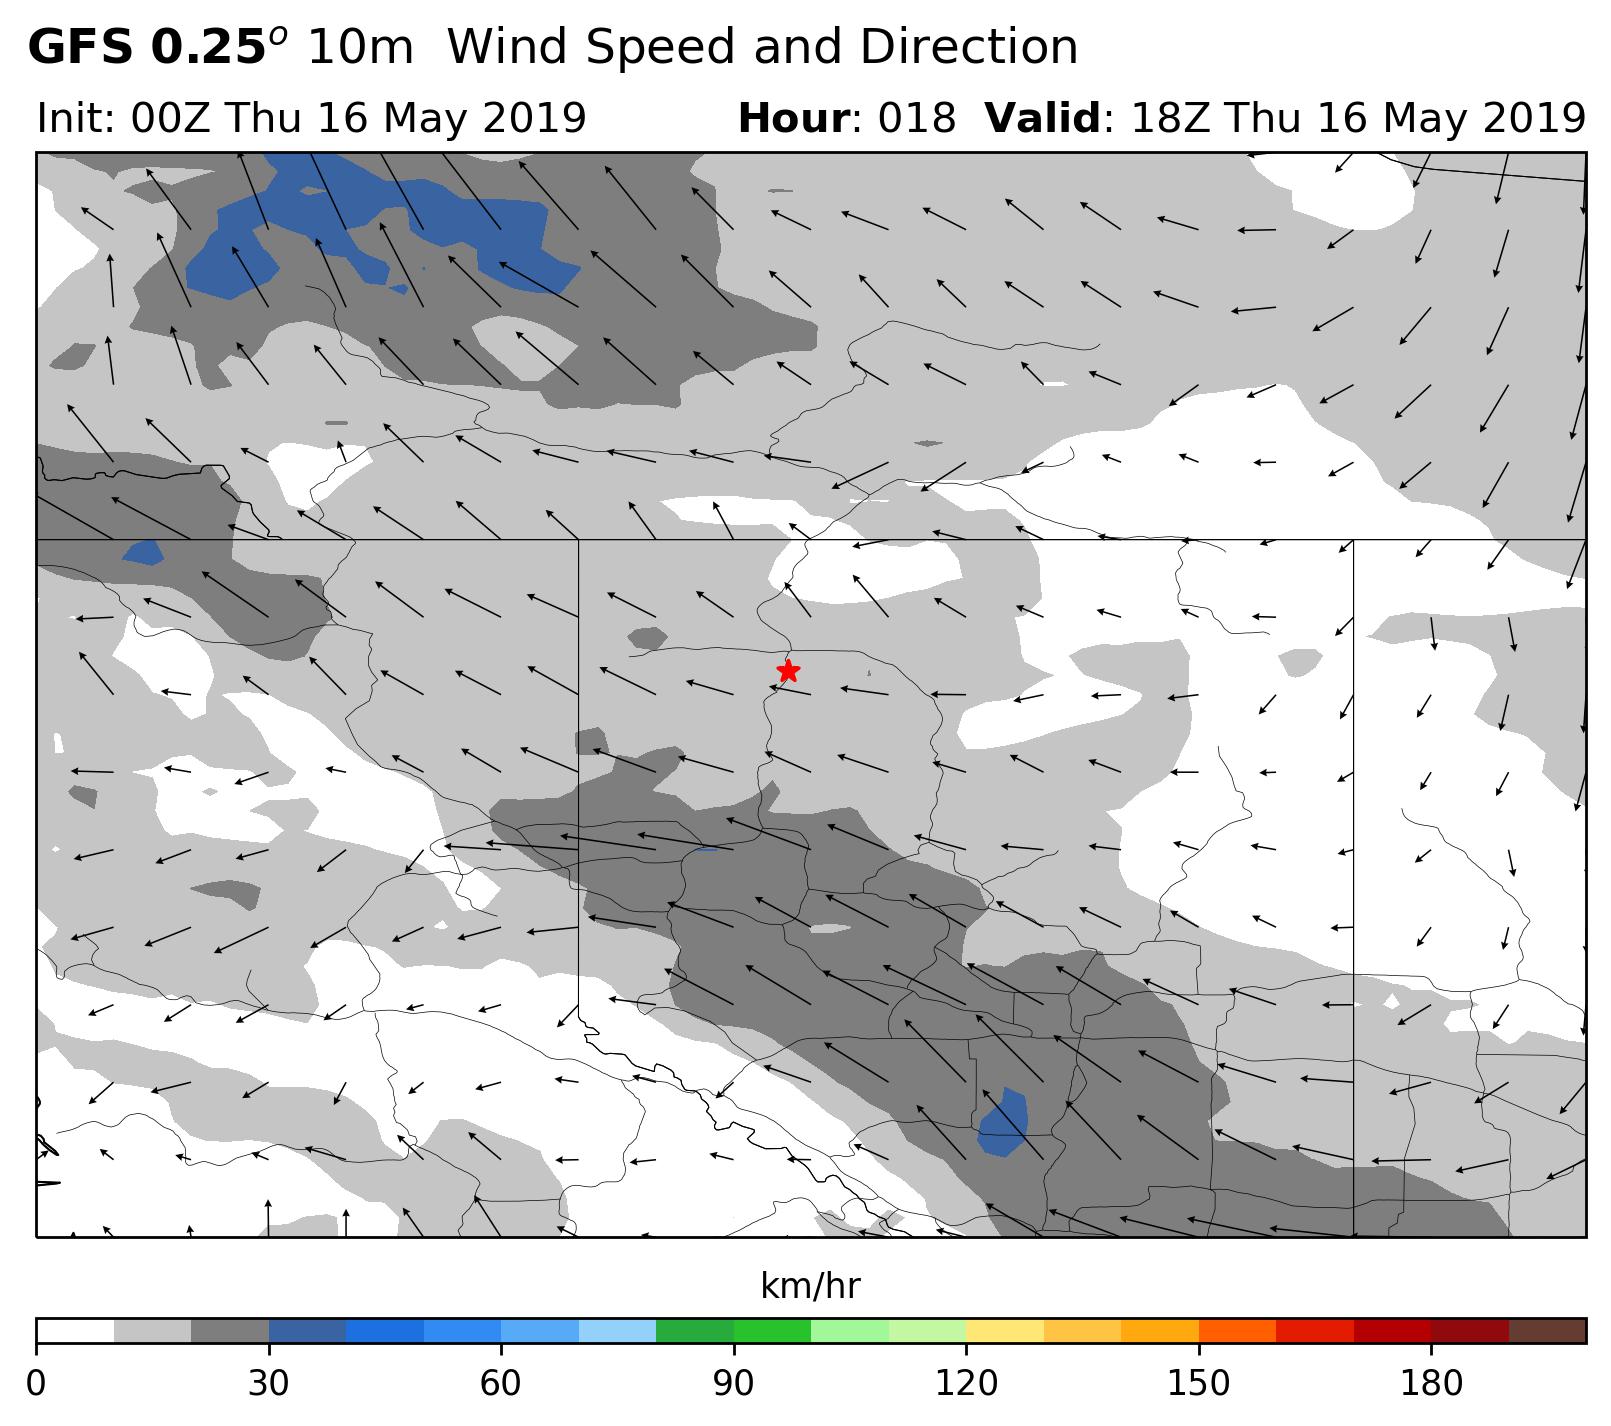 GFS 0.25° 10m Wind Speed and Direction
Init: 00Z Thu 16 May 2019 Hour: 018 Valid: 18Z Thu 16 May 2019
km/hr
0 30 60 90 120 150 180